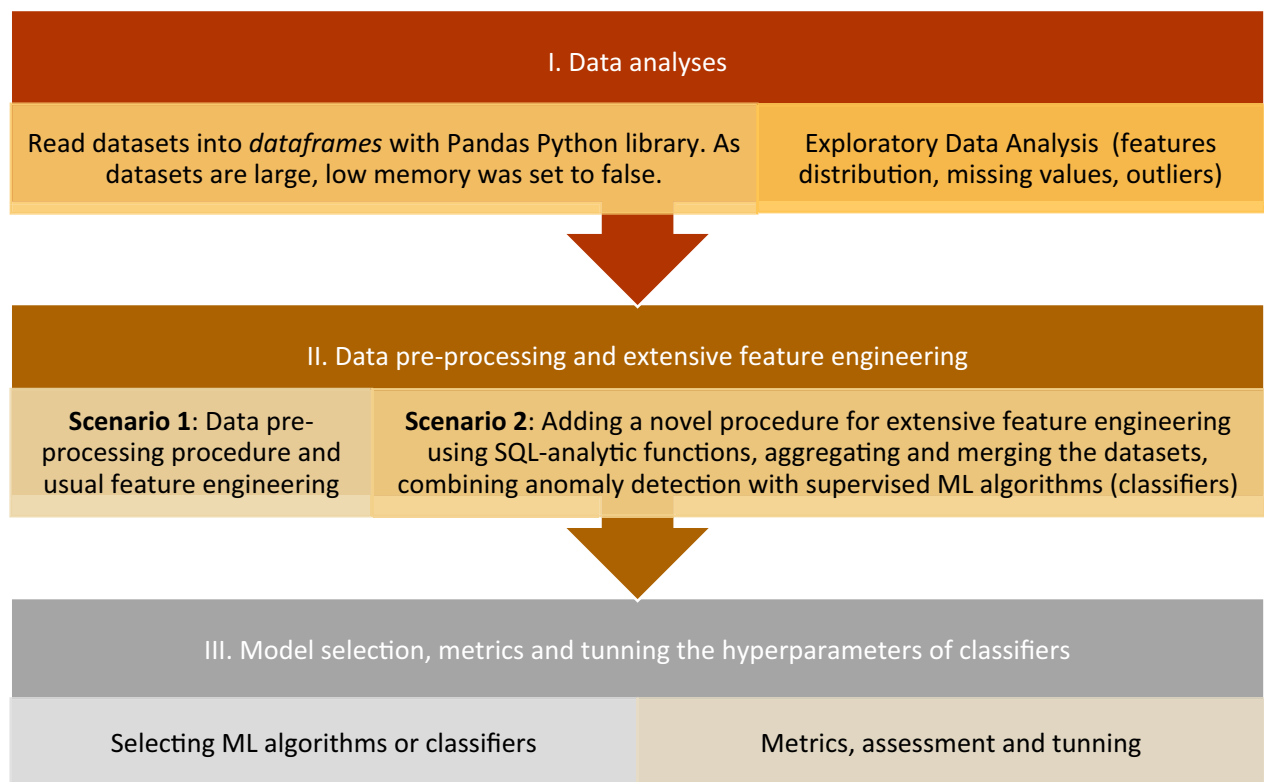 I. Data analyses
Read datasets into dataframes with Pandas Python library. As
datasets are large, low memory was set to false.
Exploratory Data Analysis (features
distribution, missing values, outliers)
II. Data pre-processing and extensive feature engineering
Scenario 1: Data pre-
processing procedure and
usual feature engineering
Scenario 2: Adding a novel procedure for extensive feature engineering
using SQL-analytic functions, aggregating and merging the datasets,
combining anomaly detection with supervised ML algorithms (classifiers)
III. Model selection, metrics and tunning the hyperparameters of classifiers
Selecting ML algorithms or classifiers
Metrics, assessment and tunning